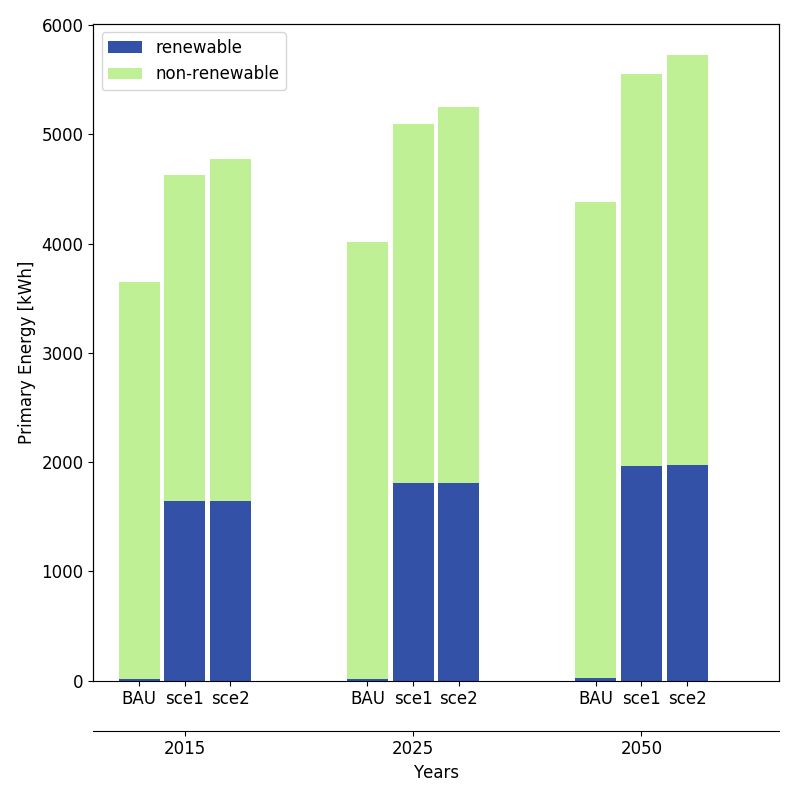 renewable
non-renewable
6000
5000
4000
3000
2000
1000
0
Primary Energy [kWh]
BAU sce1 sce2 BAU sce1 sce2 BAU sce1 sce2
2015 2025 2050
Years